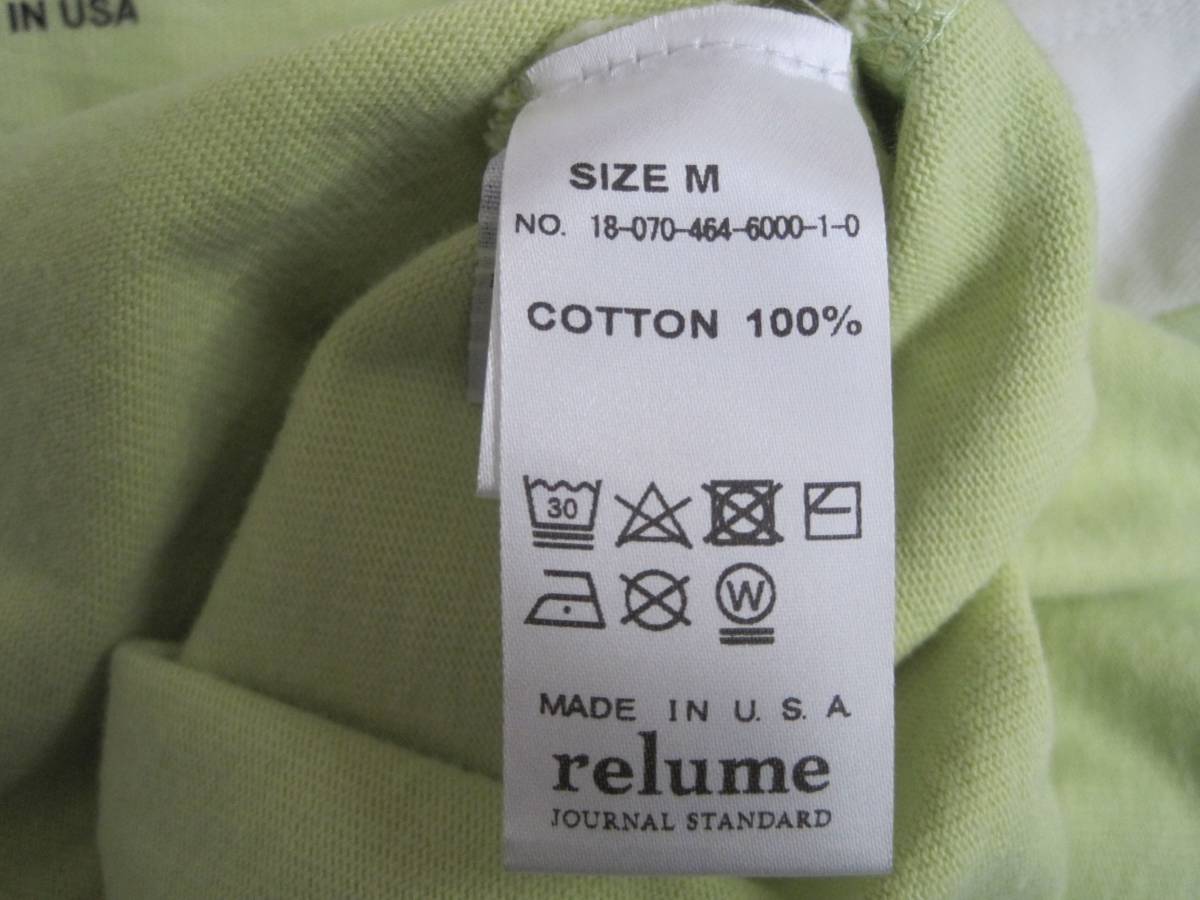 IN USA
SIZE M
NO. 18-070-464-6000-1-0
COTTON 100%
30
W
MADE IN U. S. A
relume
JOURNAL STANDARD